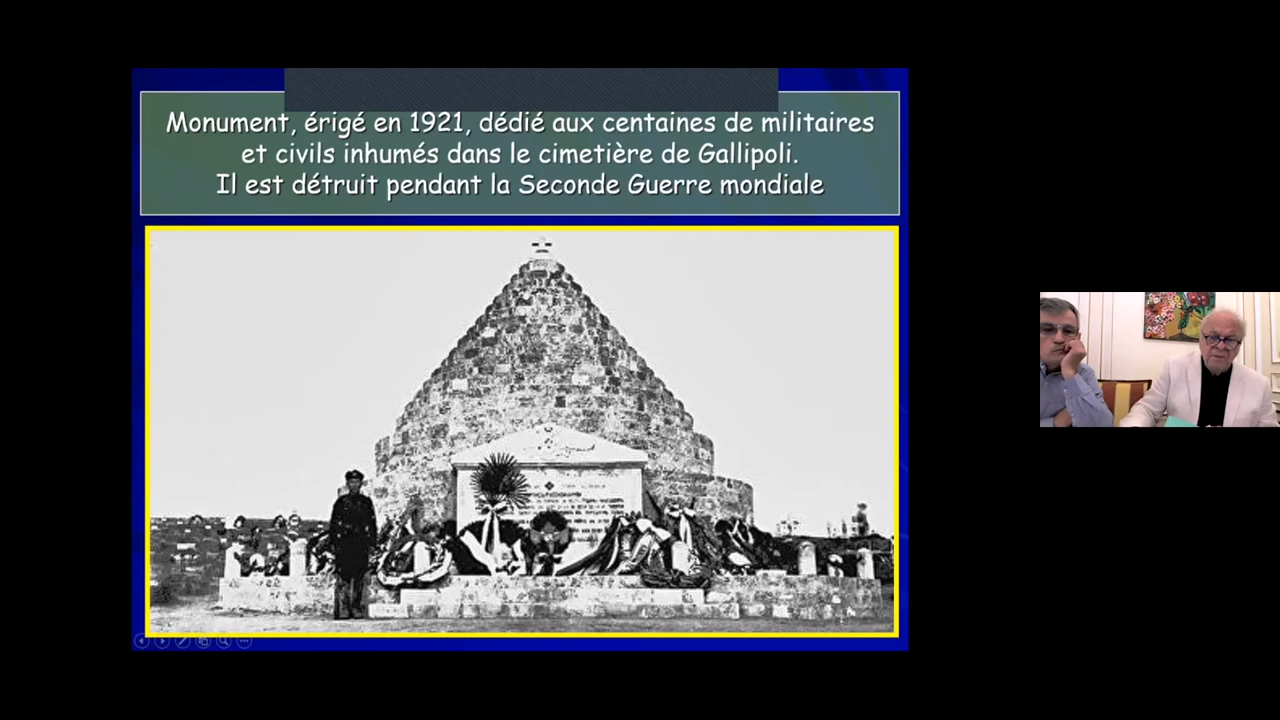 Monument, érigé en 1921, dédié aux centaines de militaires
et civils inhumés dans le cimetière de Gallipoli.
Il est détruit pendant la Seconde Guerre mondiale